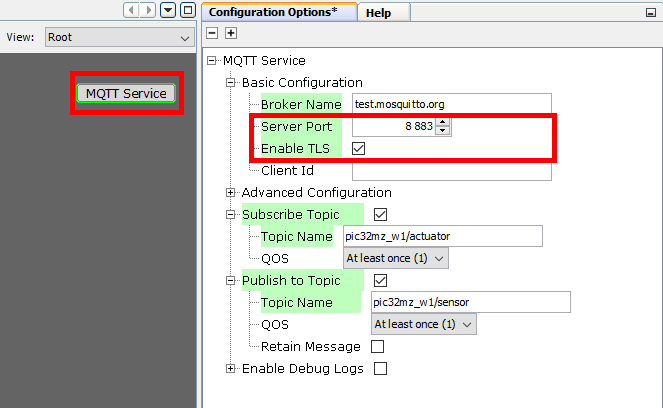 Configuration Options*
Help
View: Root
MQTT Service
MQTT Service
Basic Configuration
Broker Name test.mosquitto.org
Server Port 8 883
Enable TLS
Client Id
Advanced Configuration
Subscribe Topic
Topic Name pic32mz_w1/actuator
QOS At least once (1)
Publish to Topic
Topic Name pic32mz_w1/sensor
QOS At least once (1)
Retain Message
Enable Debug Logs